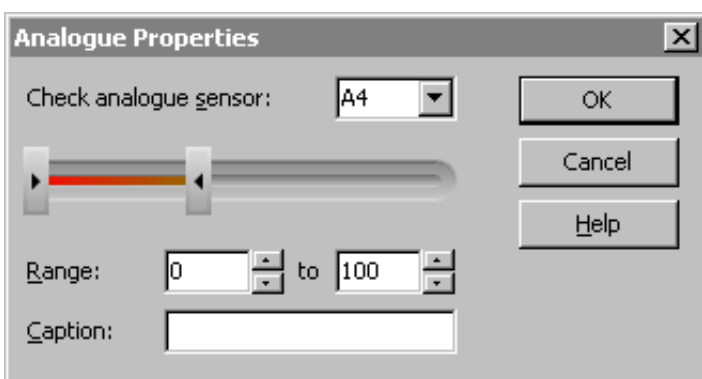 Analogue Properties
Check analogue sensor: A4
OK
Cancel
Help
Range: 0 to 100
Caption: